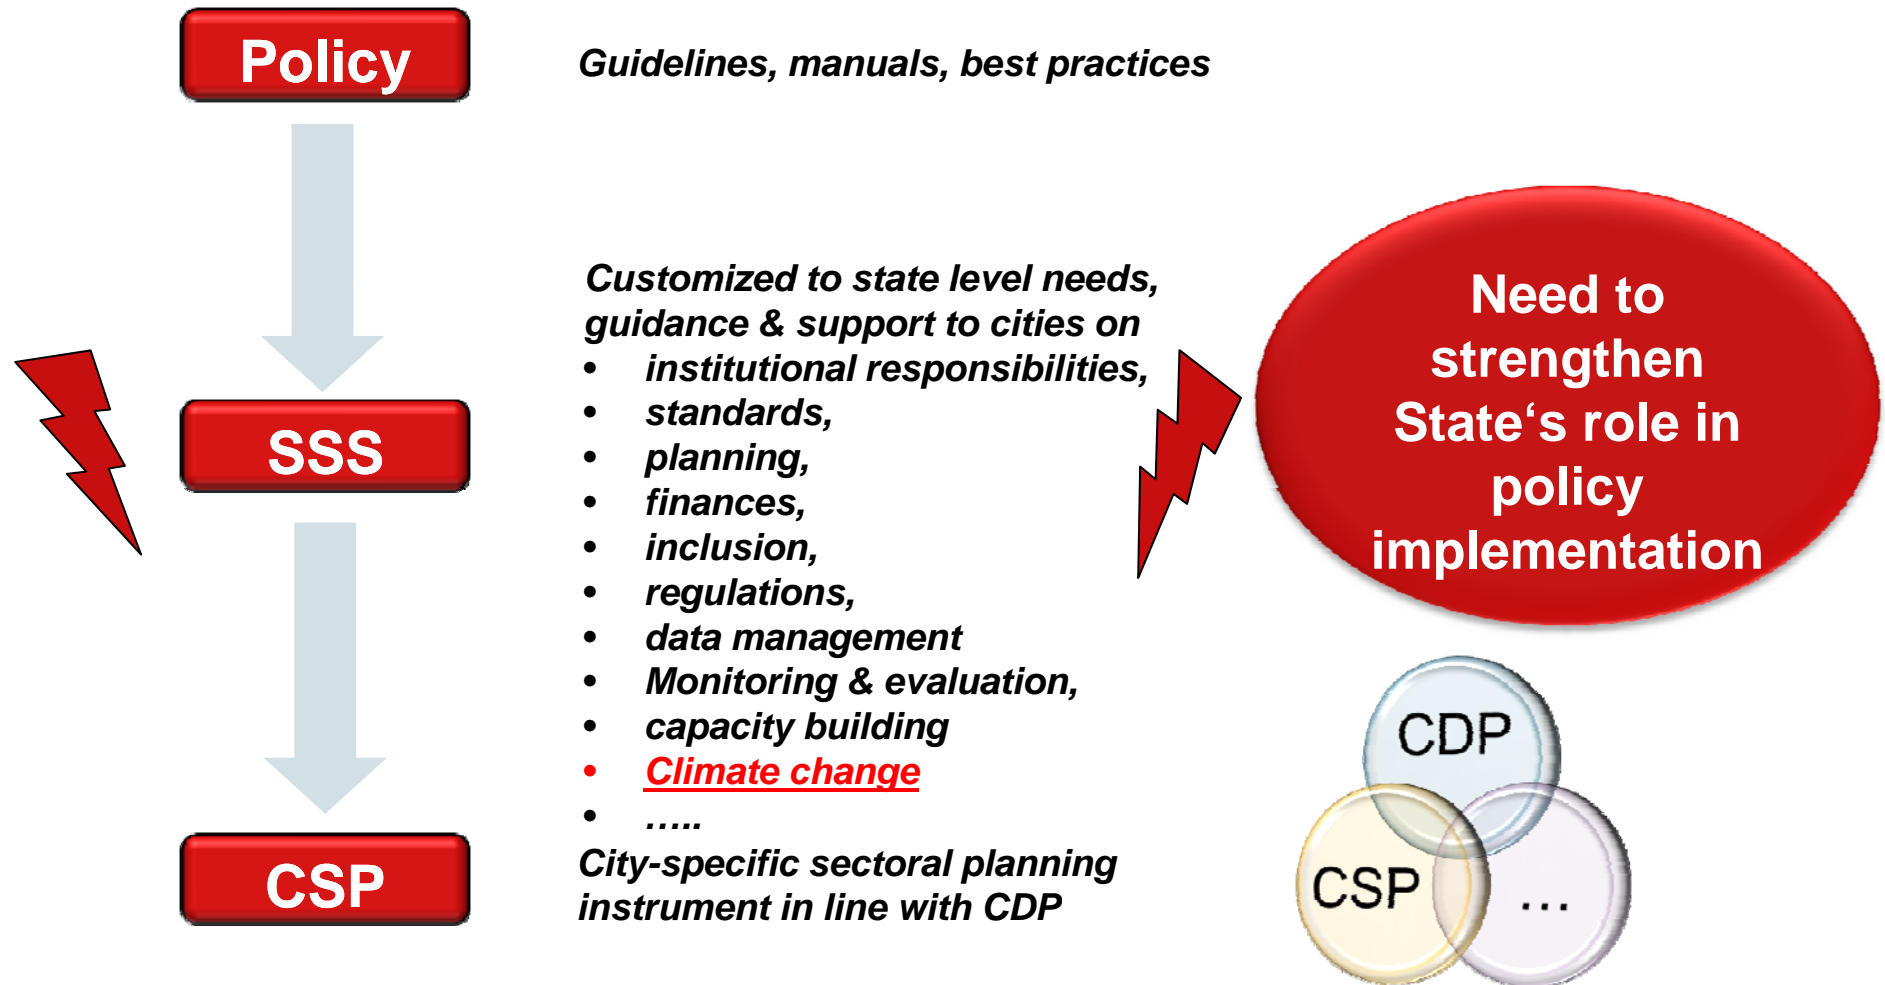 Policy
Guidelines, manuals, best practices
Customized to state level needs,
guidance & support to cities on
• institutional responsibilities,
• standards,
• planning,
• finances,
• inclusion,
• regulations,
• data management
• Monitoring & evaluation,
• capacity building
• Climate change
• .....
SSS
CSP
City-specific sectoral planning
instrument in line with CDP
Need to
strengthen
State‘s role in
policy
implementation
CDP
CSP
...